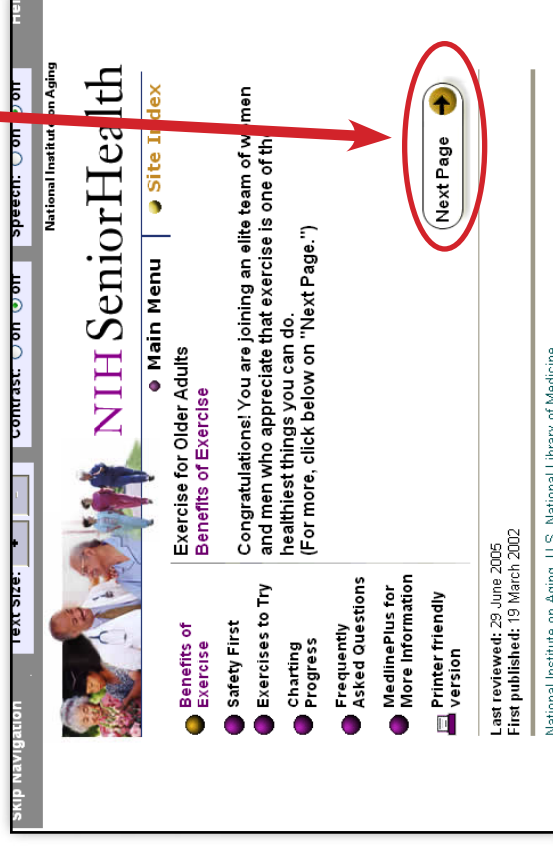 Skip Navigation
Text Size: + -
Contrast: on off
Speech: on off
National Institute on Aging
NIH SeniorHealth
Main Menu
Site Index
Exercise for Older Adults
Benefits of Exercise
Benefits of
Exercise
Safety First
Exercises to Try
Charting
Progress
Frequently
Asked Questions
MedlinePlus for
More Information
Printer friendly
version
Congratulations! You are joining an elite team of women
and men who appreciate that exercise is one of the
healthiest things you can do.
(For more, click below on "Next Page.")
Next Page
Last reviewed: 29 June 2005
First published: 19 March 2002
National Institute on Aging, U.S. National Library of Medicine